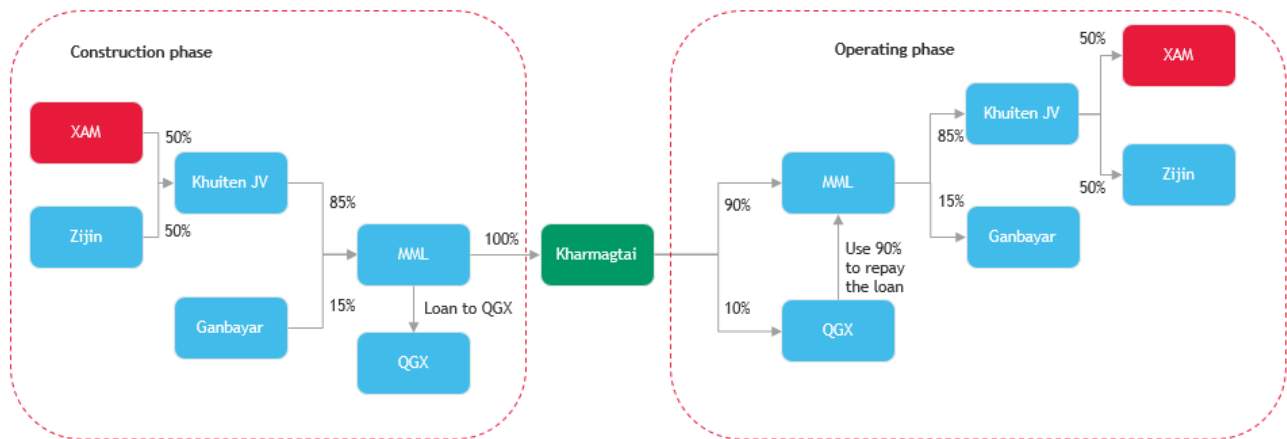 Construction phase
XAM
50%
Khuiten JV
Zijin
50%
85%
MML
100%
Ganbayar
15%
Loan to QGX
QGX
Kharmagtai
Operating phase
50%
XAM
Khuiten JV
85%
MML
Zijin
90%
15%
50%
Ganbayar
Use 90%
to repay
the loan
10%
QGX